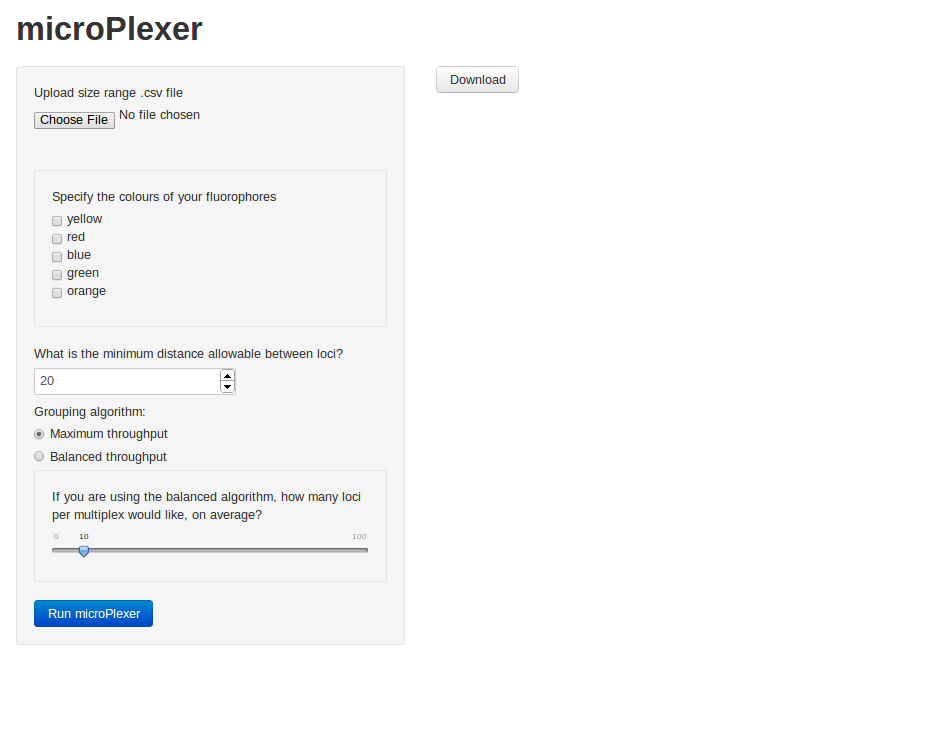 microPlexer
Upload size range .csv file
Choose File No file chosen
Download
Specify the colours of your fluorophores
yellow
red
blue
green
orange
What is the minimum distance allowable between loci?
20
Grouping algorithm:
Maximum throughput
Balanced throughput
If you are using the balanced algorithm, how many loci
per multiplex would like, on average?
0 10 100
Run microPlexer